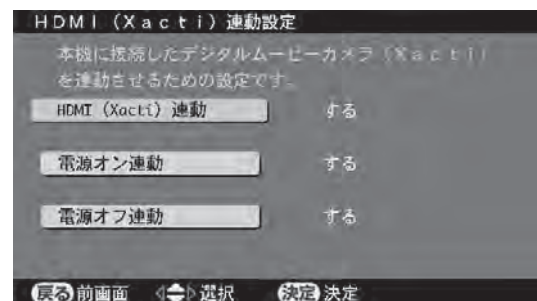 HDMI（Xacti）連動設定
本機に接続したデジタルムービーカメラ（Xacti）
を連動させるための設定です。
HDMI（Xacti）連動 する
電源オン連動 する
電源オフ連動 する
戻る 前画面 選択 決定 決定